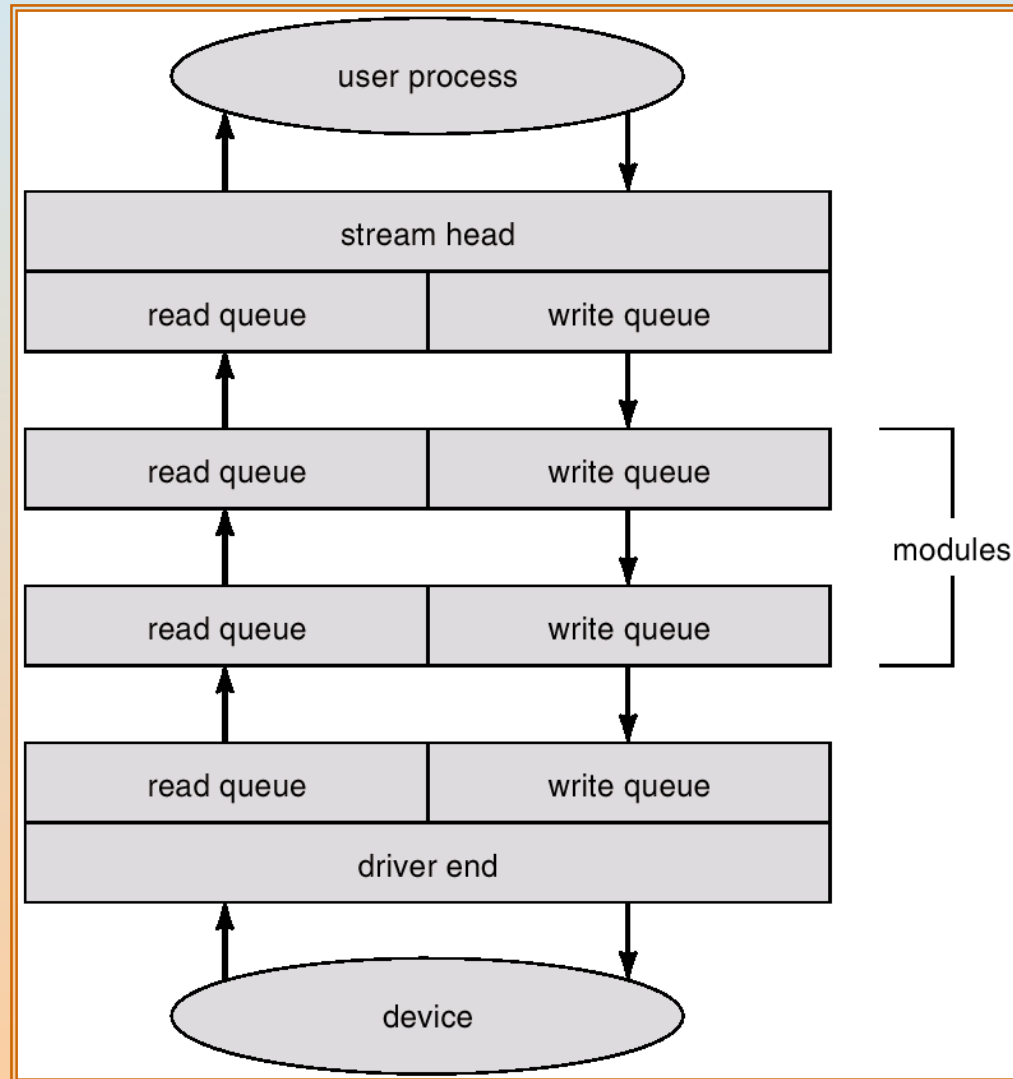 user process
stream head
read queue write queue
read queue write queue
modules
read queue write queue
read queue write queue
driver end
device